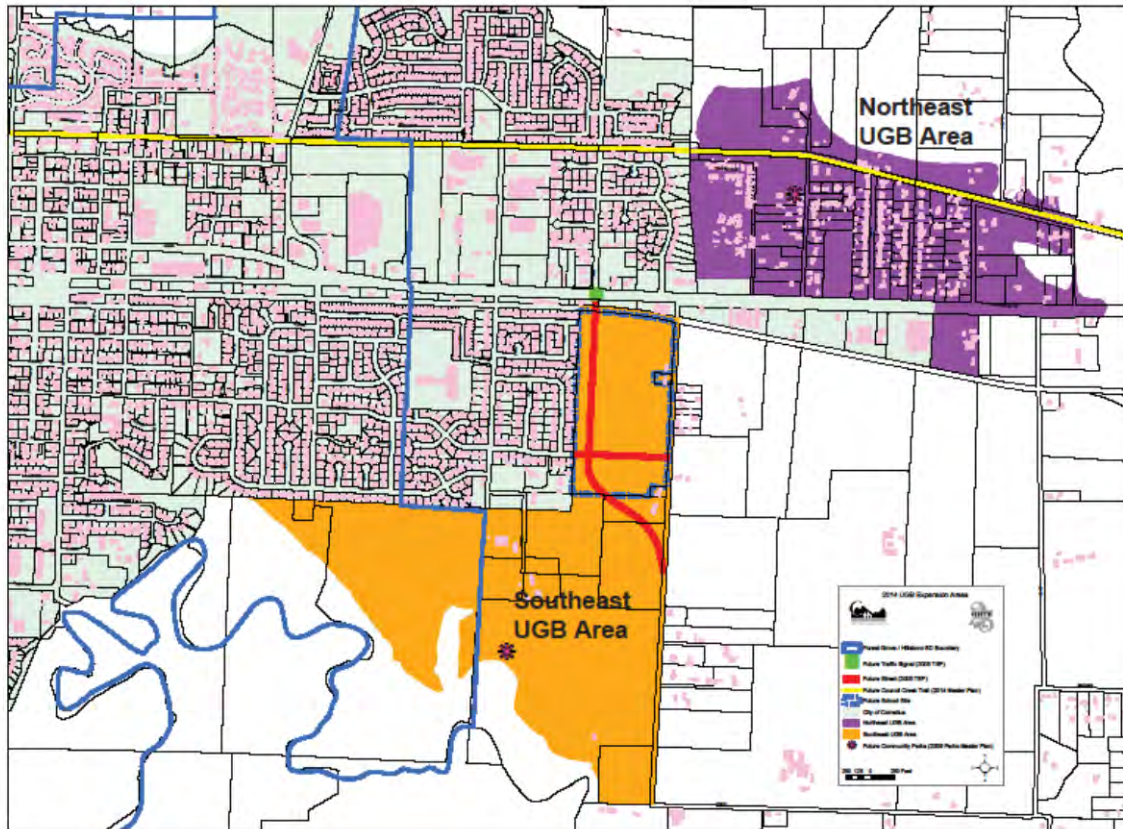 Northeast
UGB Area
Southeast
UGB Area
2014 UGB Expansion Areas
Forest Grove / Hillsboro SD Boundary
Future Traffic Signal (2005 TSP)
Future Street (2005 TSP)
Future Council Creek Trail (2014 Master Plan)
Future School Site
City of Cornelius
Northeast UGB Area
Southeast UGB Area
Future Community Parks (2009 Parks Master Plan)
Feet